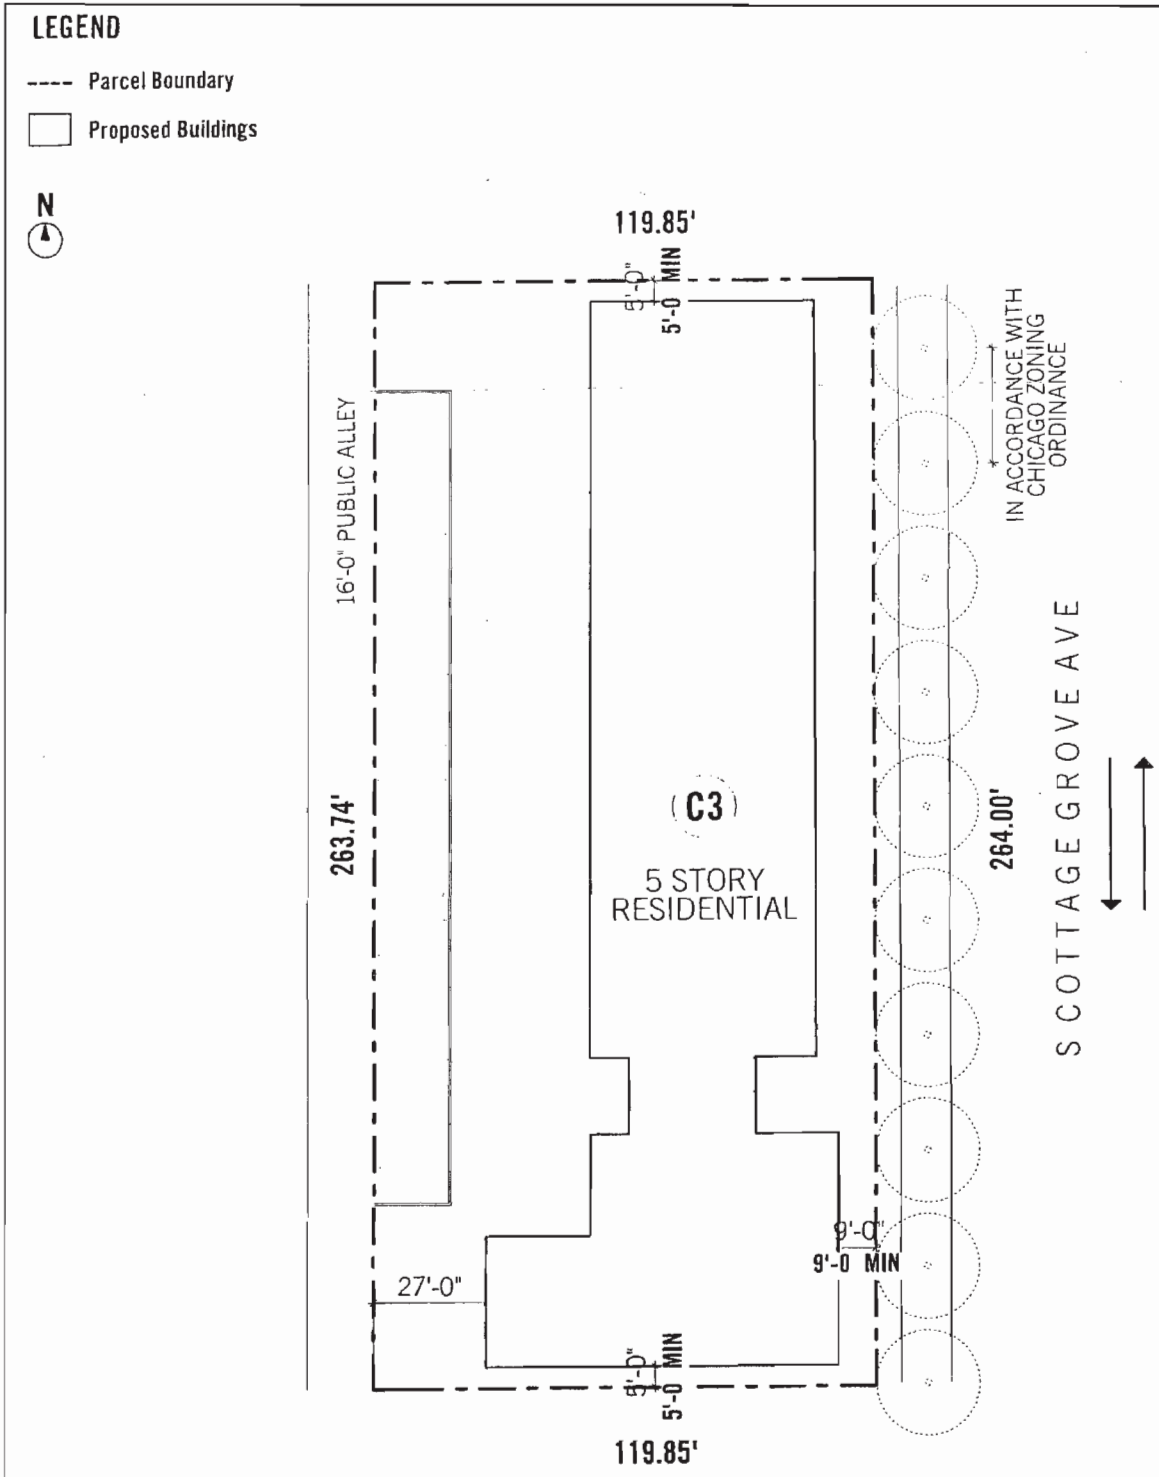 LEGEND
Parcel Boundary
Proposed Buildings
N
119.85'
5'-0"
5'-0 MIN
16'-0" PUBLIC ALLEY
IN ACCORDANCE WITH
CHICAGO ZONING
ORDINANCE
263.74'
C3
5 STORY
RESIDENTIAL
264.00'
S COTTAGE GROVE AVE
9'-0"
9'-0 MIN
27'-0"
5'-0"
5'-0 MIN
119.85'